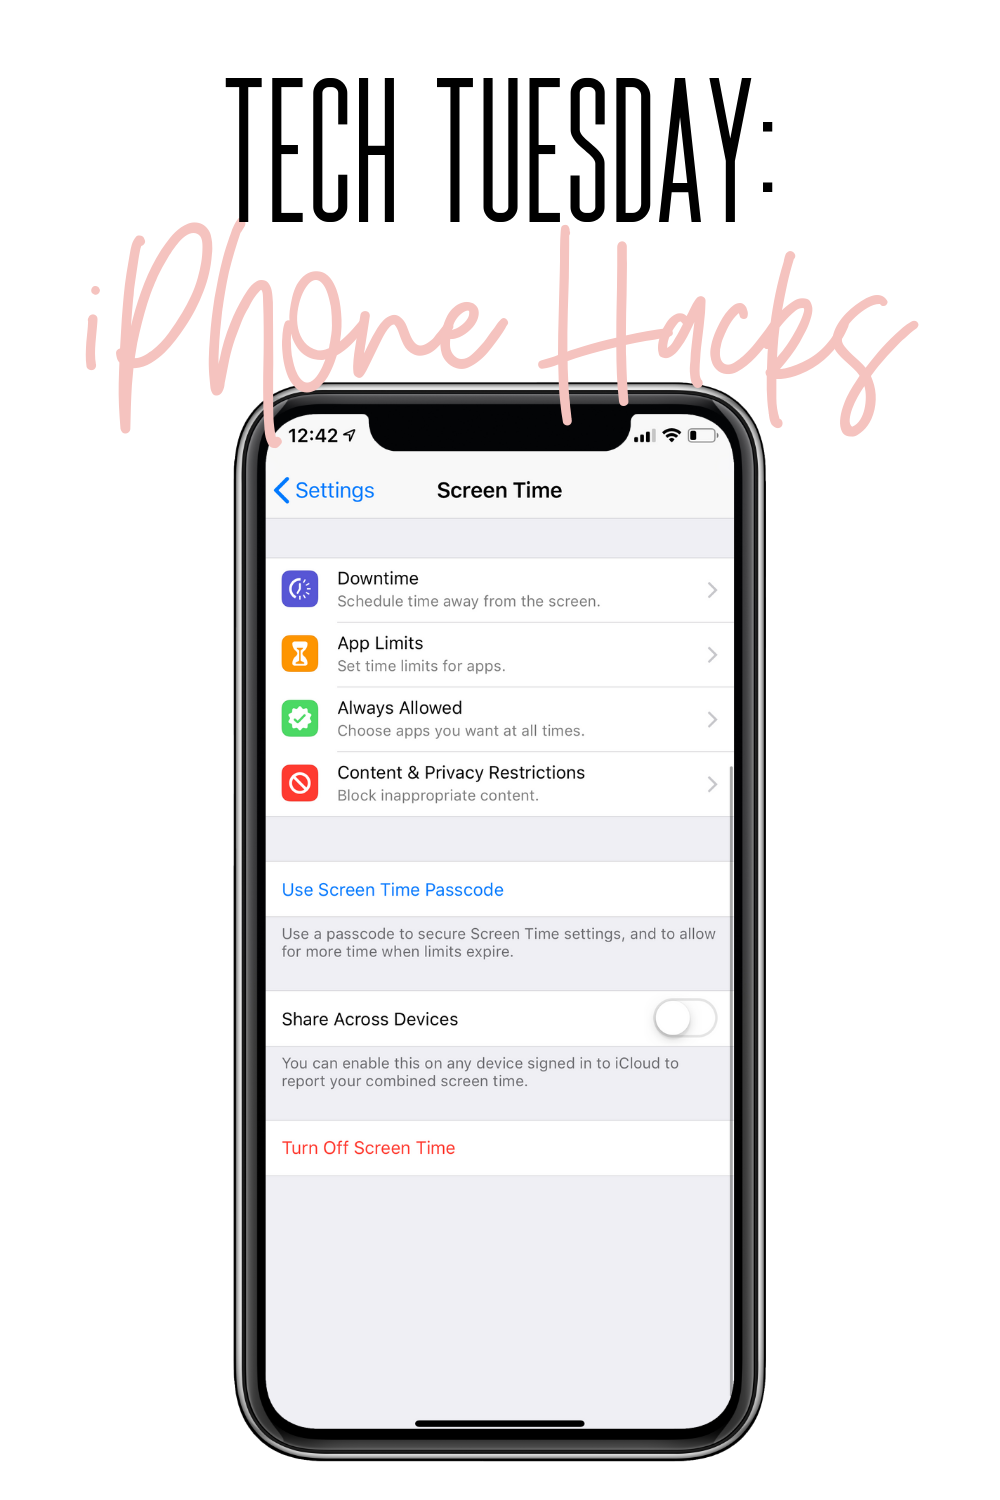 TECH TUESDAY:
iPhone Hacks
12:42
Settings
Screen Time
Downtime
Schedule time away from the screen.
App Limits
Set time limits for apps.
Always Allowed
Choose apps you want at all times.
Content & Privacy Restrictions
Block inappropriate content.
Use Screen Time Passcode
Use a passcode to secure Screen Time settings, and to allow
for more time when limits expire.
Share Across Devices
You can enable this on any device signed in to iCloud to
report your combined screen time.
Turn Off Screen Time